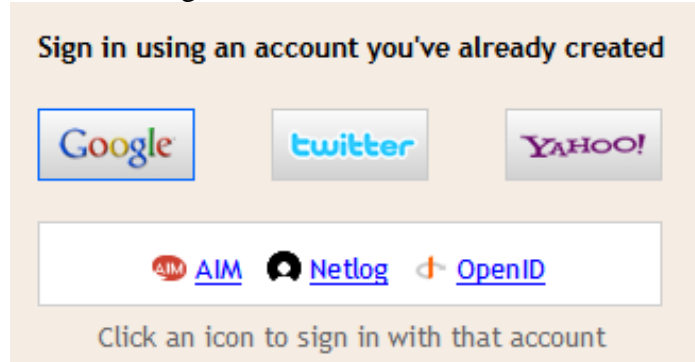 Sign in using an account you've already created
Google twitter YAHOO!
AIM AIM Netlog OpenID
Click an icon to sign in with that account